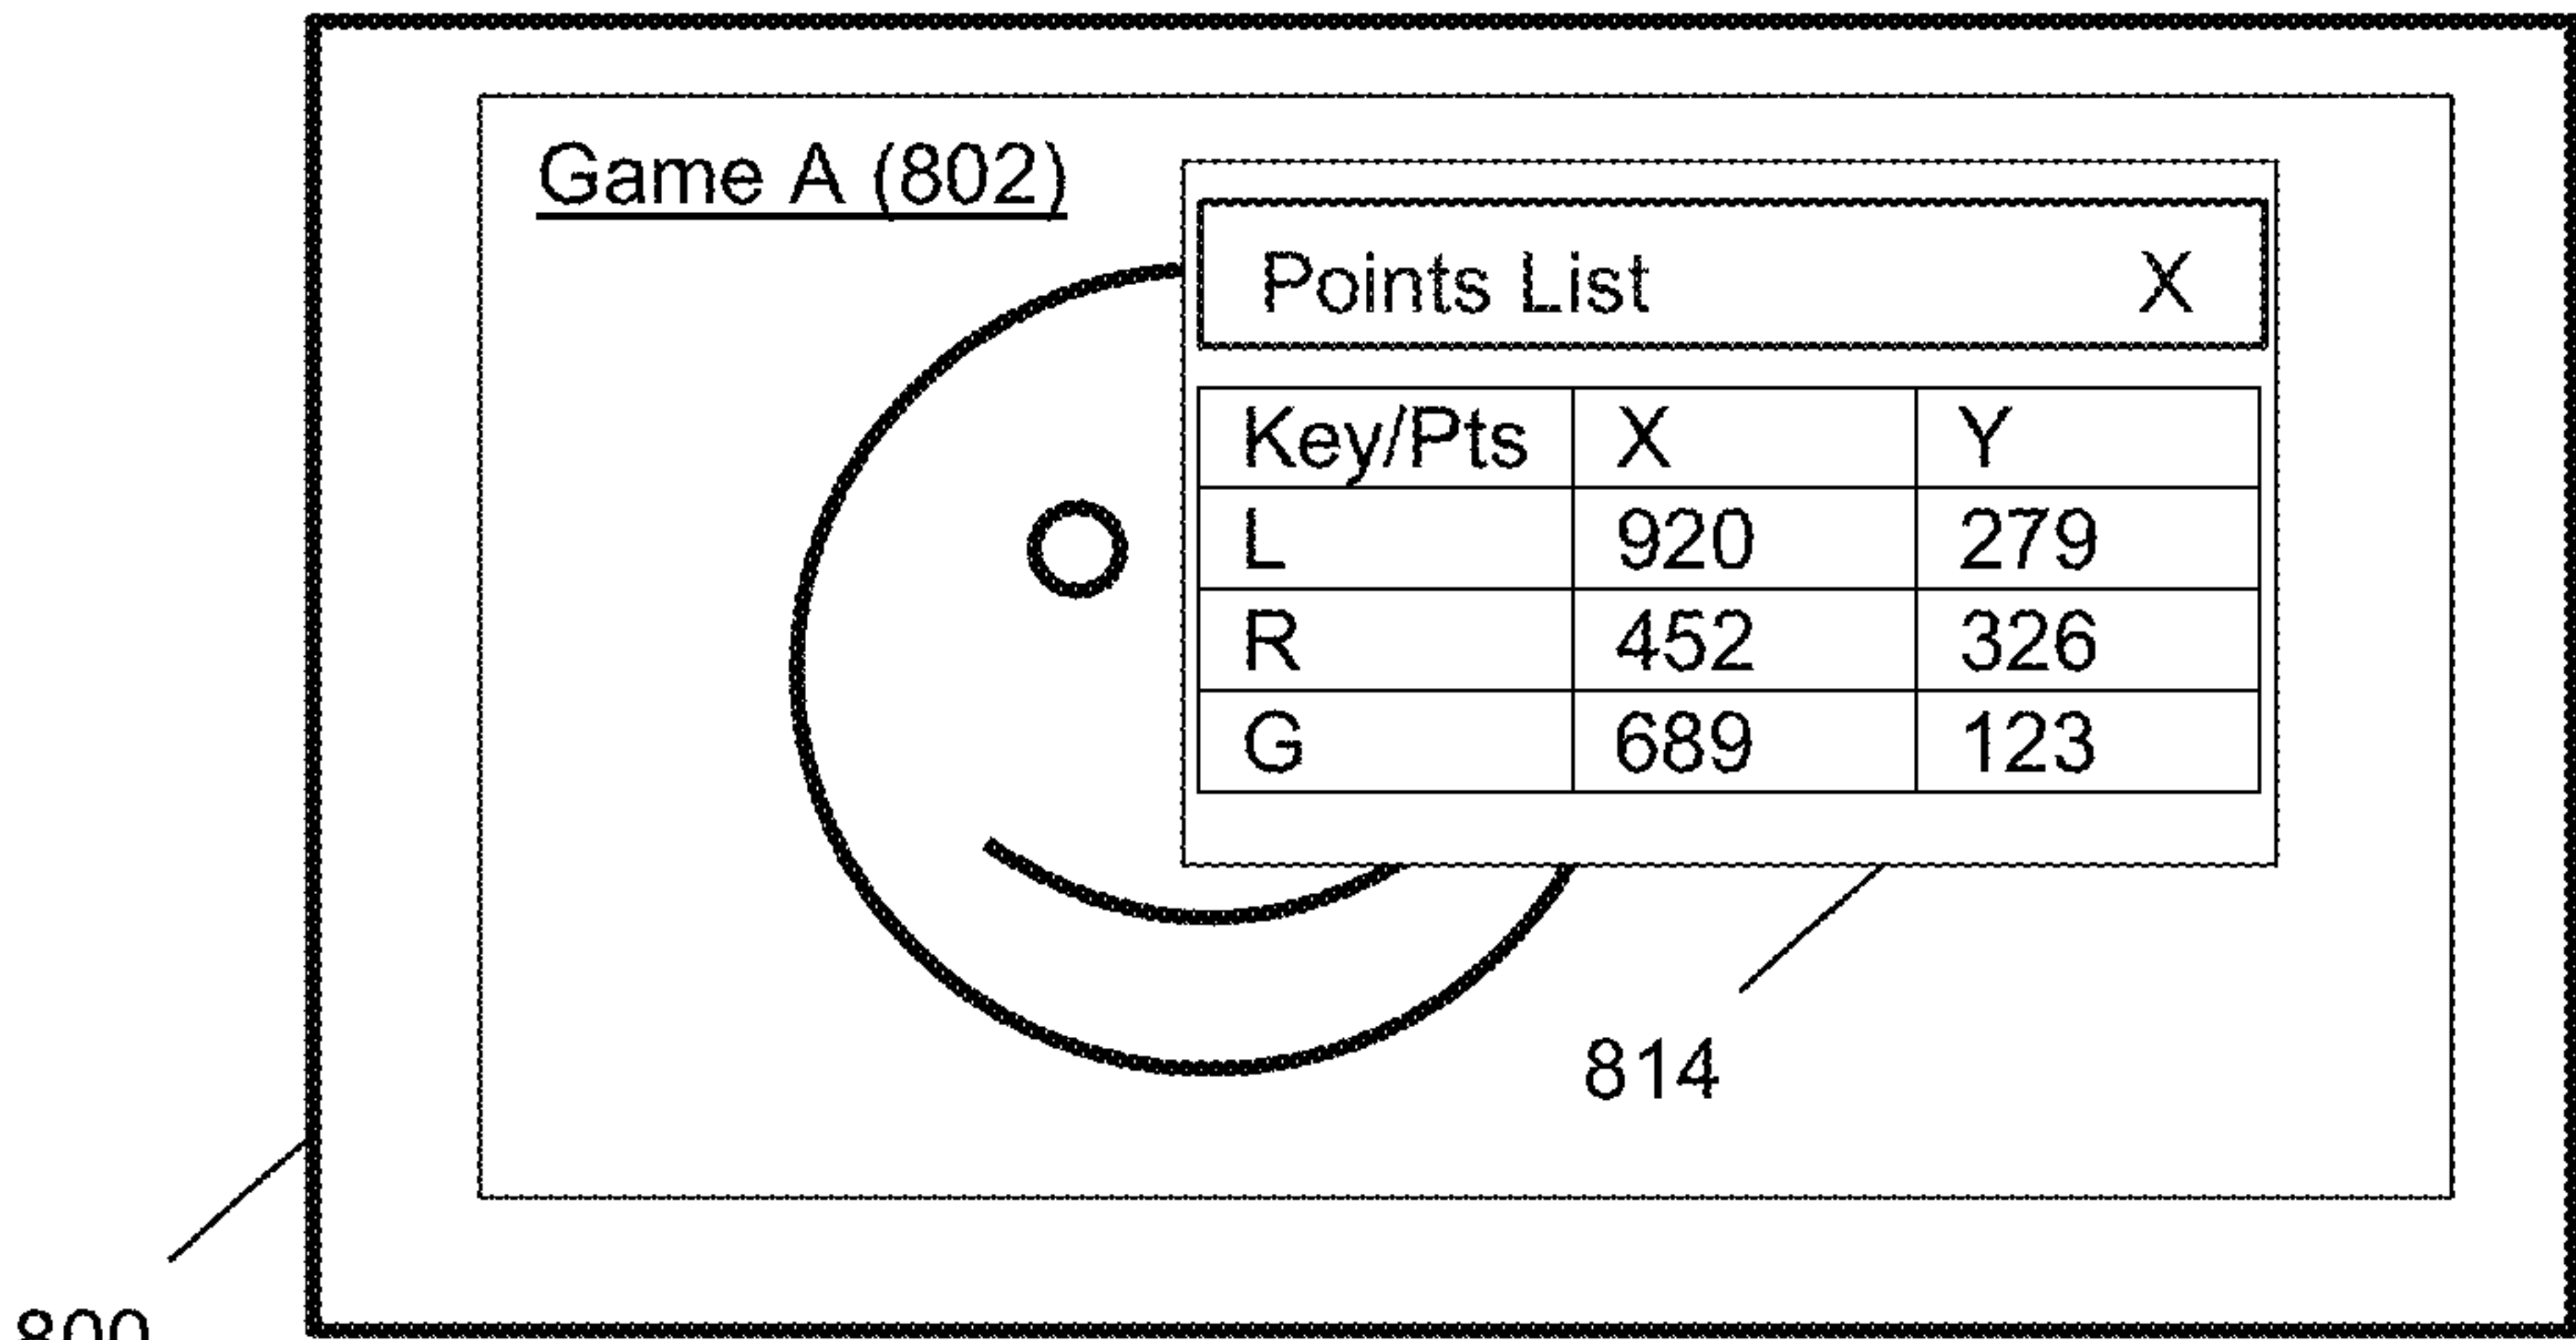 Game A (802)
Points List X
Key/Pts X Y
L 920 279
R 452 326
G 689 123
814
800